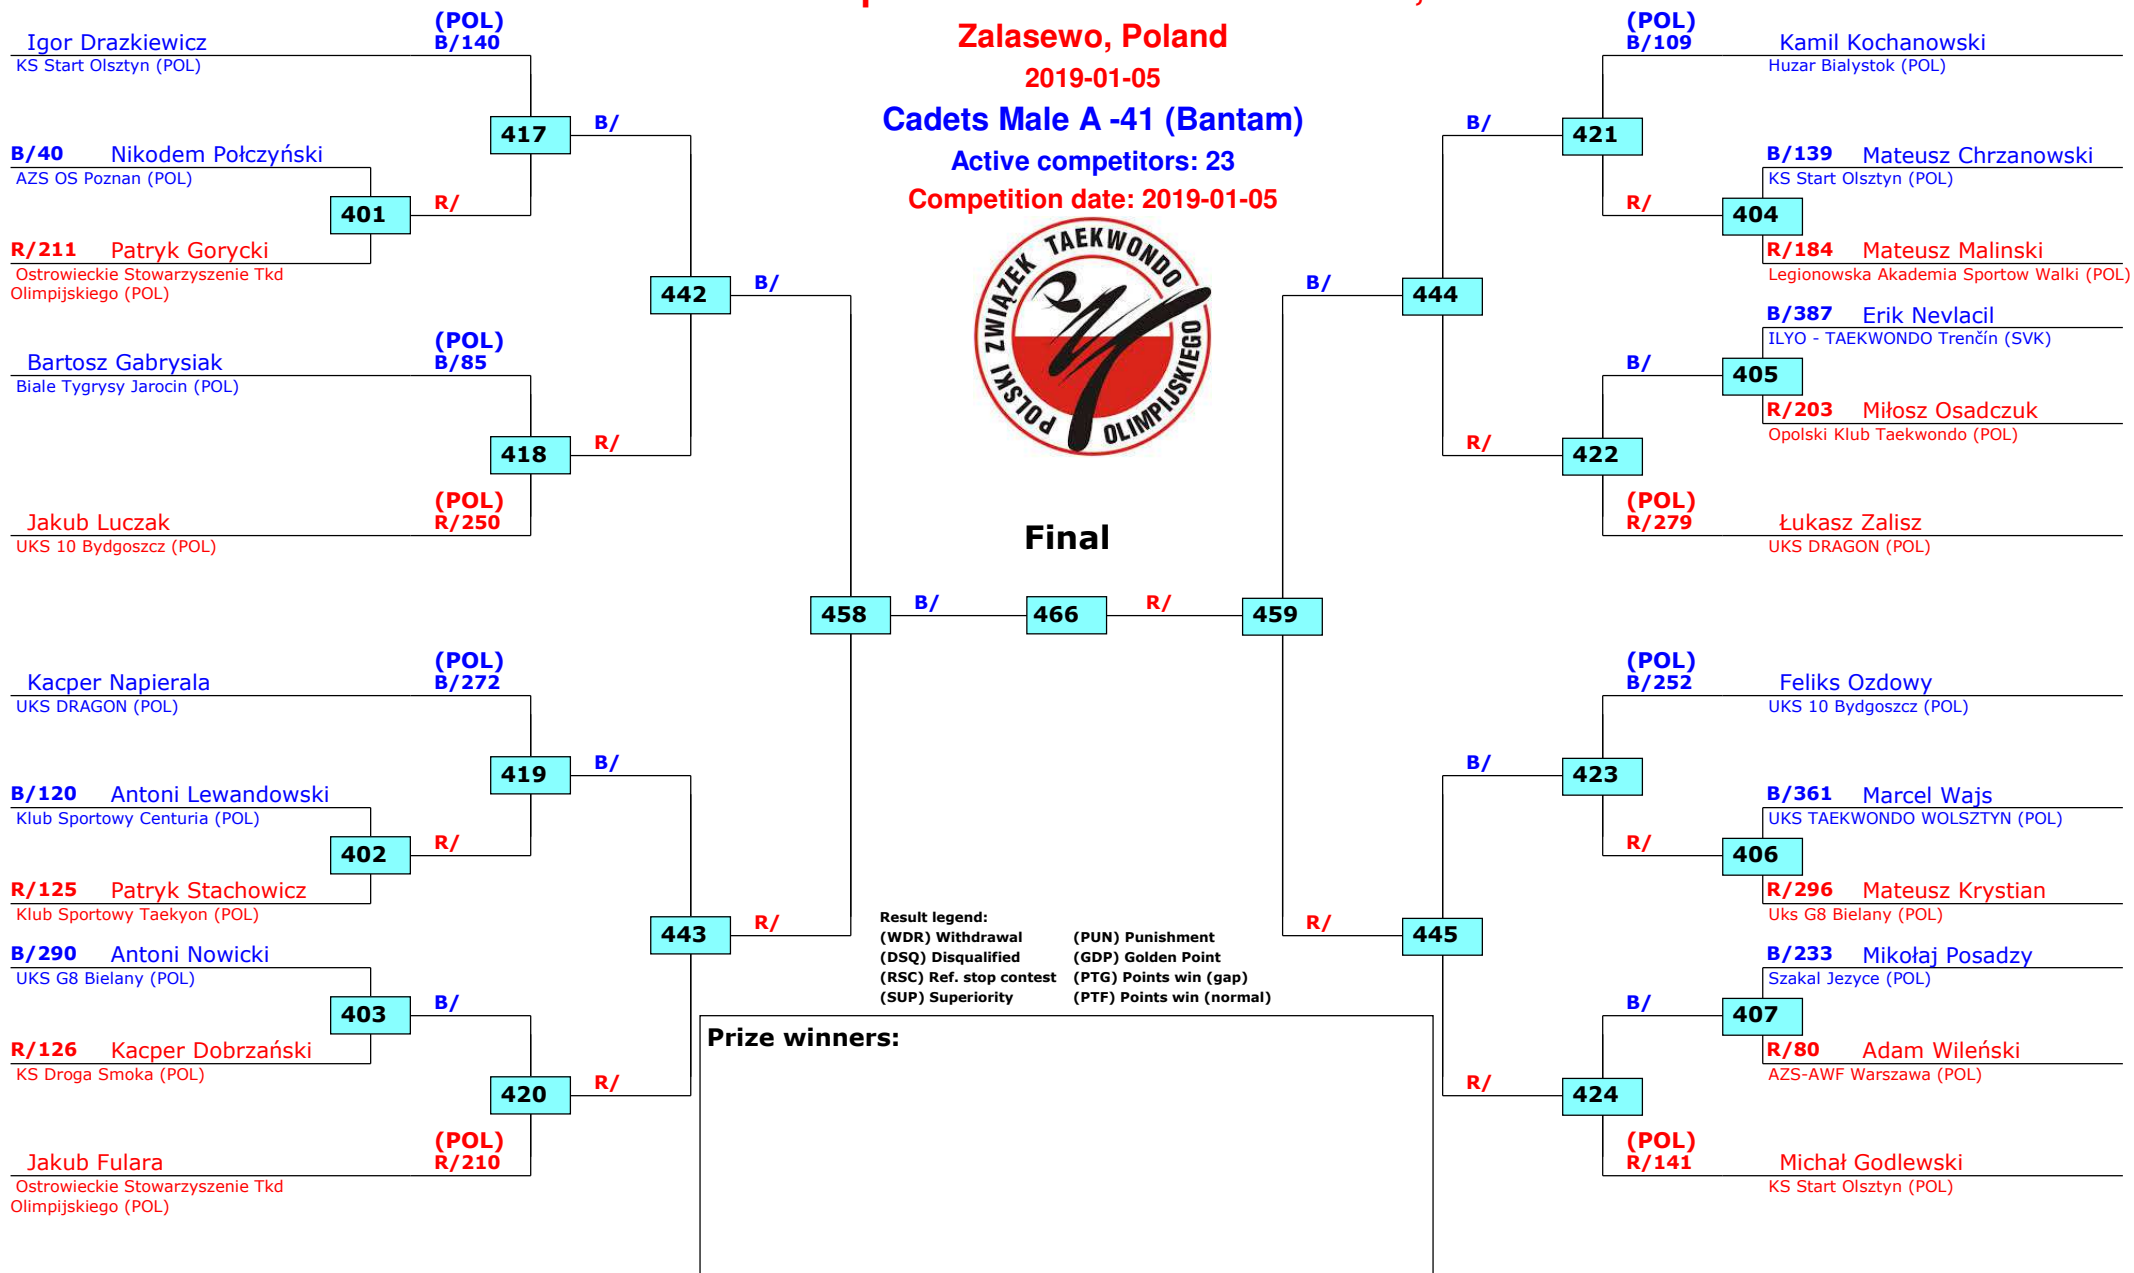 Zalasewo, Poland
2019-01-05
Cadets Male A -41 (Bantam)
Active competitors: 23
Competition date: 2019-01-05
POLSKI ZWIĄZEK TAEKWONDO OLIMPIJSKIEGO
(POL)
Igor Drazkiewicz B/140
KS Start Olsztyn (POL)
417 B/
B/40 Nikodem Połczyński
AZS OS Poznan (POL)
401 R/
R/211 Patryk Gorycki
Ostrowieckie Stowarzyszenie Tkd
Olimpijskiego (POL)
442 B/
(POL)
Bartosz Gabrysiak B/85
Biale Tygrysy Jarocin (POL)
418 R/
(POL)
Jakub Luczak R/250
UKS 10 Bydgoszcz (POL)
(POL)
Kacper Napierala B/272
UKS DRAGON (POL)
419 B/
B/120 Antoni Lewandowski
Klub Sportowy Centuria (POL)
402 R/
R/125 Patryk Stachowicz
Klub Sportowy Taekyon (POL)
443 R/
B/290 Antoni Nowicki
UKS G8 Bielany (POL)
403 B/
R/126 Kacper Dobrzański
KS Droga Smoka (POL)
420 R/
(POL)
Jakub Fulara R/210
Ostrowieckie Stowarzyszenie Tkd
Olimpijskiego (POL)
Final
458 B/ 466 R/ 459
(POL)
B/109 Kamil Kochanowski
Huzar Bialystok (POL)
B/ 421
B/139 Mateusz Chrzanowski
KS Start Olsztyn (POL)
R/ 404
R/184 Mateusz Malinski
Legionowska Akademia Sportow Walki (POL)
B/ 444
B/387 Erik Nevlacil
ILYO - TAEKWONDO Trenčín (SVK)
B/ 405
R/203 Miłosz Osadczuk
Opolski Klub Taekwondo (POL)
R/ 422
(POL)
R/279 Łukasz Zalisz
UKS DRAGON (POL)
(POL)
B/252 Feliks Ozdowy
UKS 10 Bydgoszcz (POL)
B/ 423
B/361 Marcel Wajs
UKS TAEKWONDO WOLSZTYN (POL)
R/ 406
R/296 Mateusz Krystian
Uks G8 Bielany (POL)
R/ 445
B/233 Mikołaj Posadzy
Szakal Jezyce (POL)
B/ 407
R/80 Adam Wileński
AZS-AWF Warszawa (POL)
R/ 424
(POL)
R/141 Michał Godlewski
KS Start Olsztyn (POL)
Result legend:
(WDR) Withdrawal (PUN) Punishment
(DSQ) Disqualified (GDP) Golden Point
(RSC) Ref. stop contest (PTG) Points win (gap)
(SUP) Superiority (PTF) Points win (normal)
Prize winners: